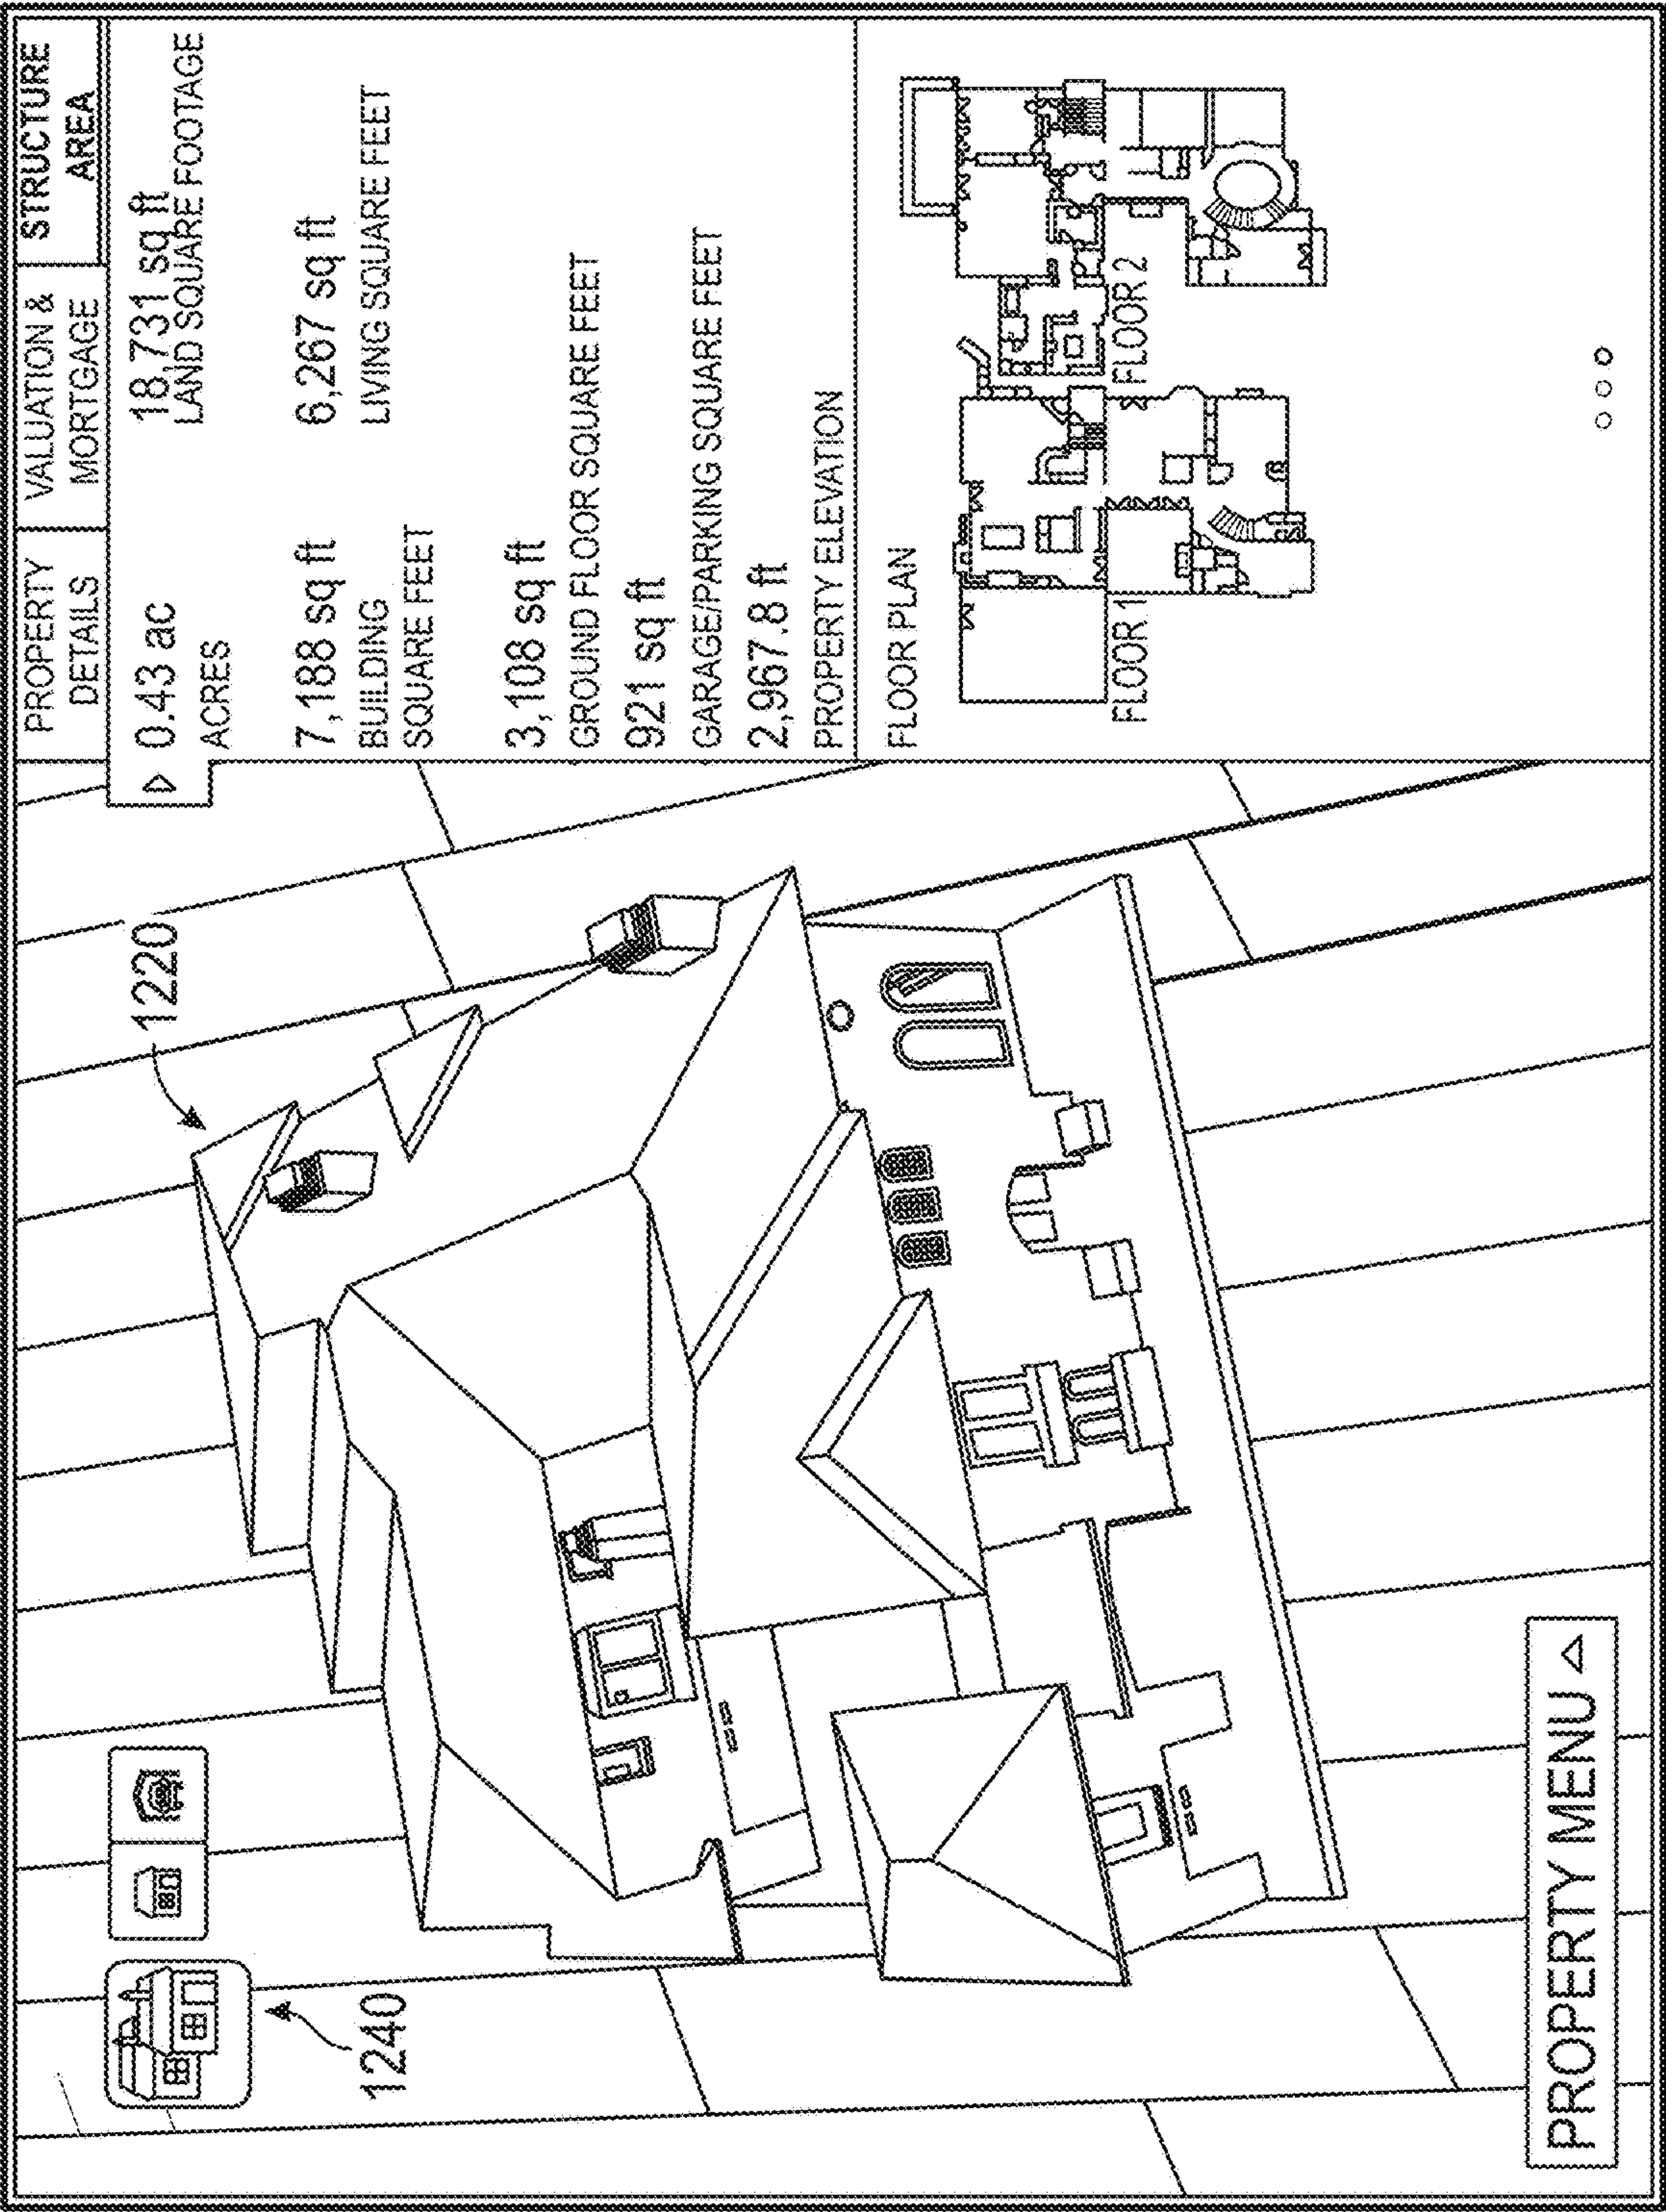 PROPERTY
DETAILS
VALUATION &
MORTGAGE
STRUCTURE
AREA
0.43 ac
ACRES
18,731 sq ft
LAND SQUARE FOOTAGE
7,188 sq ft
BUILDING
SQUARE FEET
6,267 sq ft
LIVING SQUARE FEET
3,108 sq ft
GROUND FLOOR SQUARE FEET
921 sq ft
GARAGE/PARKING SQUARE FEET
2,967.8 ft
PROPERTY ELEVATION
FLOOR PLAN
FLOOR 1
FLOOR 2
1220
1240
PROPERTY MENU